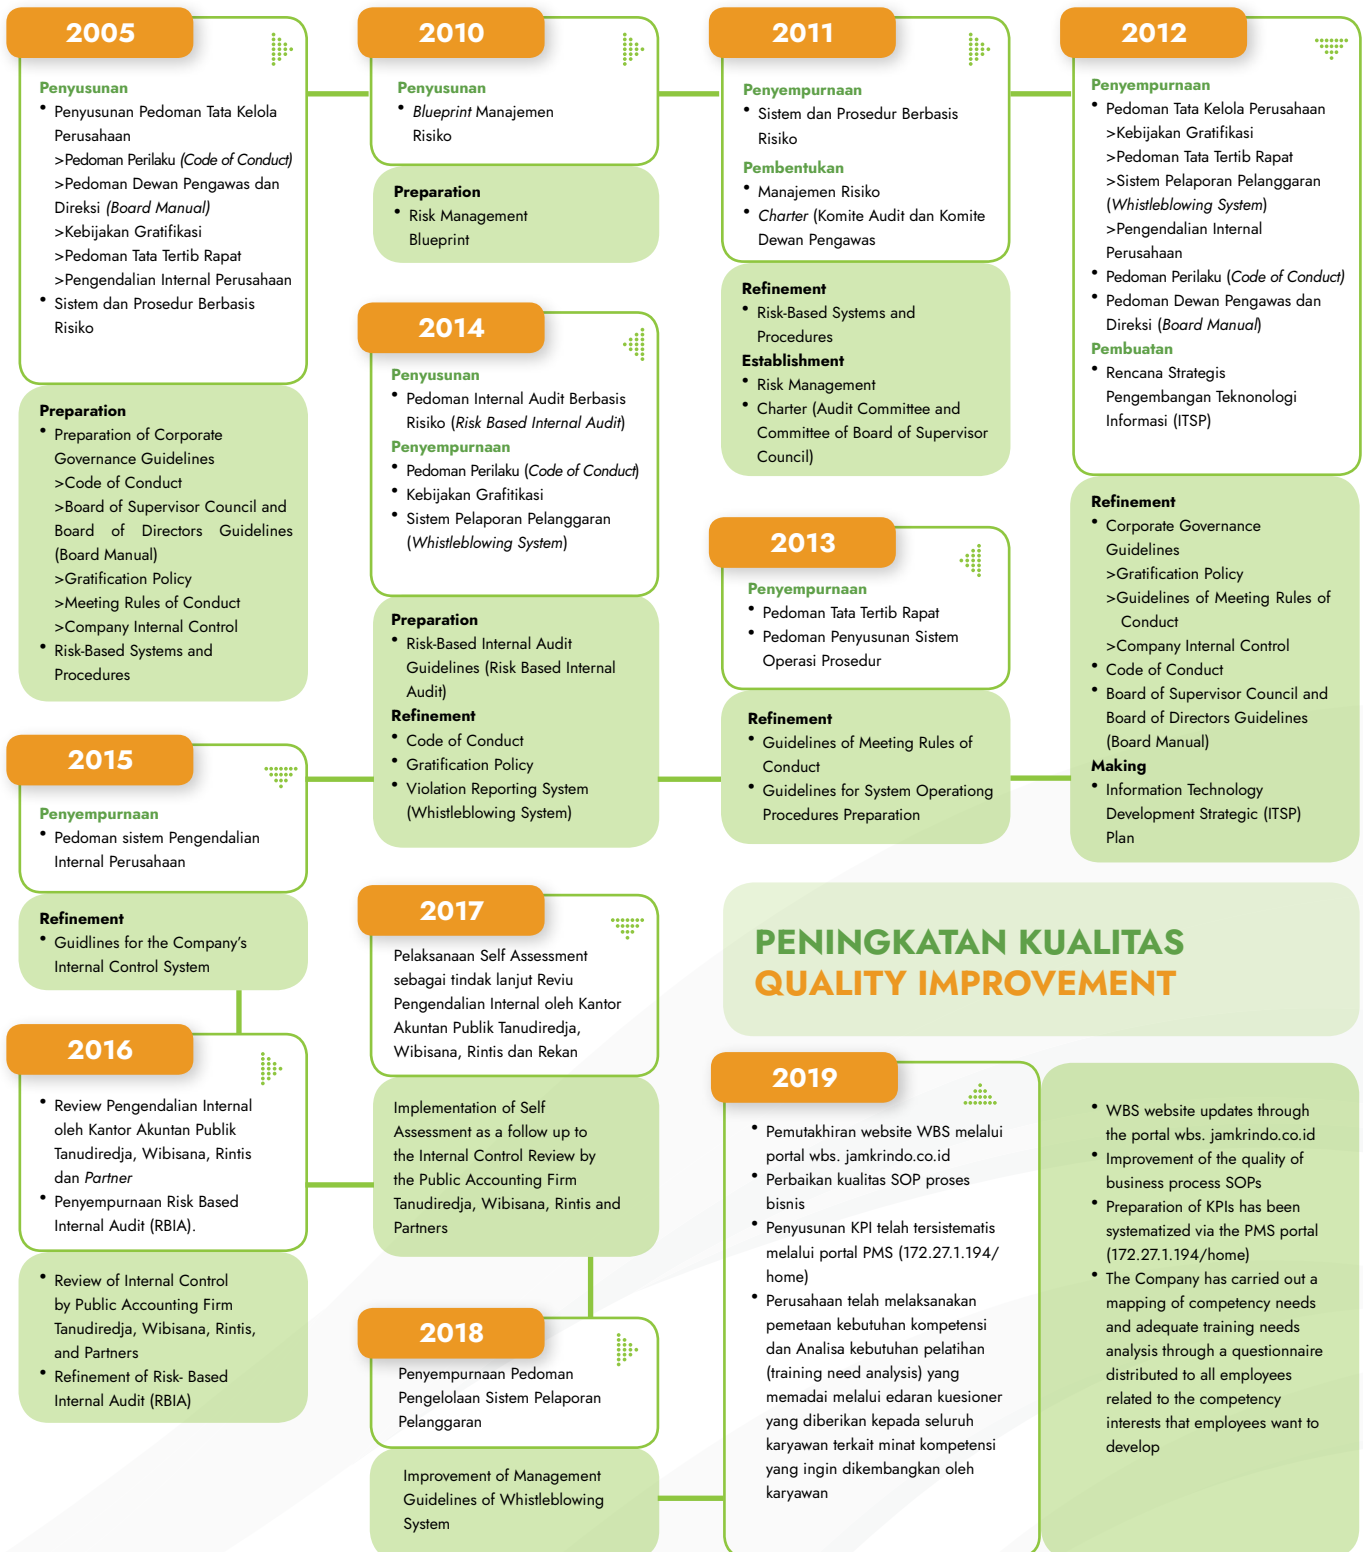 2005
Penyusunan
• Penyusunan Pedoman Tata Kelola
Perusahaan
>Pedoman Perilaku (Code of Conduct)
>Pedoman Dewan Pengawas dan
Direksi (Board Manual)
>Kebijakan Gratifikasi
>Pedoman Tata Tertib Rapat
>Pengendalian Internal Perusahaan
• Sistem dan Prosedur Berbasis
Risiko
Preparation
• Preparation of Corporate
Governance Guidelines
>Code of Conduct
>Board of Supervisor Council and
Board of Directors Guidelines
(Board Manual)
>Gratification Policy
>Meeting Rules of Conduct
>Company Internal Control
• Risk-Based Systems and
Procedures
2010
Penyusunan
• Blueprint Manajemen
Risiko
Preparation
• Risk Management
Blueprint
2011
Penyempurnaan
• Sistem dan Prosedur Berbasis
Risiko
Pembentukan
• Manajemen Risiko
• Charter (Komite Audit dan Komite
Dewan Pengawas
Refinement
• Risk-Based Systems and
Procedures
Establishment
• Risk Management
• Charter (Audit Committee and
Committee of Board of Supervisor
Council)
2012
Penyempurnaan
• Pedoman Tata Kelola Perusahaan
>Kebijakan Gratifikasi
>Pedoman Tata Tertib Rapat
>Sistem Pelaporan Pelanggaran
(Whistleblowing System)
>Pengendalian Internal
Perusahaan
• Pedoman Perilaku (Code of Conduct)
• Pedoman Dewan Pengawas dan
Direksi (Board Manual)
Pembuatan
• Rencana Strategis
Pengembangan Teknonologi
Informasi (ITSP)
Refinement
• Corporate Governance
Guidelines
>Gratification Policy
>Guidelines of Meeting Rules of
Conduct
>Company Internal Control
• Code of Conduct
• Board of Supervisor Council and
Board of Directors Guidelines
(Board Manual)
Making
• Information Technology
Development Strategic (ITSP)
Plan
2013
Penyempurnaan
• Pedoman Tata Tertib Rapat
• Pedoman Penyusunan Sistem
Operasi Prosedur
Refinement
• Guidelines of Meeting Rules of
Conduct
• Guidelines for System Operationg
Procedures Preparation
2014
Penyusunan
• Pedoman Internal Audit Berbasis
Risiko (Risk Based Internal Audit)
Penyempurnaan
• Pedoman Perilaku (Code of Conduct)
• Kebijakan Grafitikasi
• Sistem Pelaporan Pelanggaran
(Whistleblowing System)
Preparation
• Risk-Based Internal Audit
Guidelines (Risk Based Internal
Audit)
Refinement
• Code of Conduct
• Gratification Policy
• Violation Reporting System
(Whistleblowing System)
2015
Penyempurnaan
• Pedoman sistem Pengendalian
Internal Perusahaan
Refinement
• Guidlines for the Company’s
Internal Control System
2016
• Review Pengendalian Internal
oleh Kantor Akuntan Publik
Tanudiredja, Wibisana, Rintis
dan Partner
• Penyempurnaan Risk Based
Internal Audit (RBIA).
• Review of Internal Control
by Public Accounting Firm
Tanudiredja, Wibisana, Rintis,
and Partners
• Refinement of Risk- Based
Internal Audit (RBIA)
2017
Pelaksanaan Self Assessment
sebagai tindak lanjut Reviu
Pengendalian Internal oleh Kantor
Akuntan Publik Tanudiredja,
Wibisana, Rintis dan Rekan
Implementation of Self
Assessment as a follow up to
the Internal Control Review by
the Public Accounting Firm
Tanudiredja, Wibisana, Rintis and
Partners
2018
Penyempurnaan Pedoman
Pengelolaan Sistem Pelaporan
Pelanggaran
Improvement of Management
Guidelines of Whistleblowing
System
PENINGKATAN KUALITAS
QUALITY IMPROVEMENT
2019
• Pemutakhiran website WBS melalui
portal wbs. jamkrindo.co.id
• Perbaikan kualitas SOP proses
bisnis
• Penyusunan KPI telah tersistematis
melalui portal PMS (172.27.1.194/
home)
• Perusahaan telah melaksanakan
pemetaan kebutuhan kompetensi
dan Analisa kebutuhan pelatihan
(training need analysis) yang
memadai melalui edaran kuesioner
yang diberikan kepada seluruh
karyawan terkait minat kompetensi
yang ingin dikembangkan oleh
karyawan
• WBS website updates through
the portal wbs. jamkrindo.co.id
• Improvement of the quality of
business process SOPs
• Preparation of KPIs has been
systematized via the PMS portal
(172.27.1.194/home)
• The Company has carried out a
mapping of competency needs
and adequate training needs
analysis through a questionnaire
distributed to all employees
related to the competency
interests that employees want to
develop